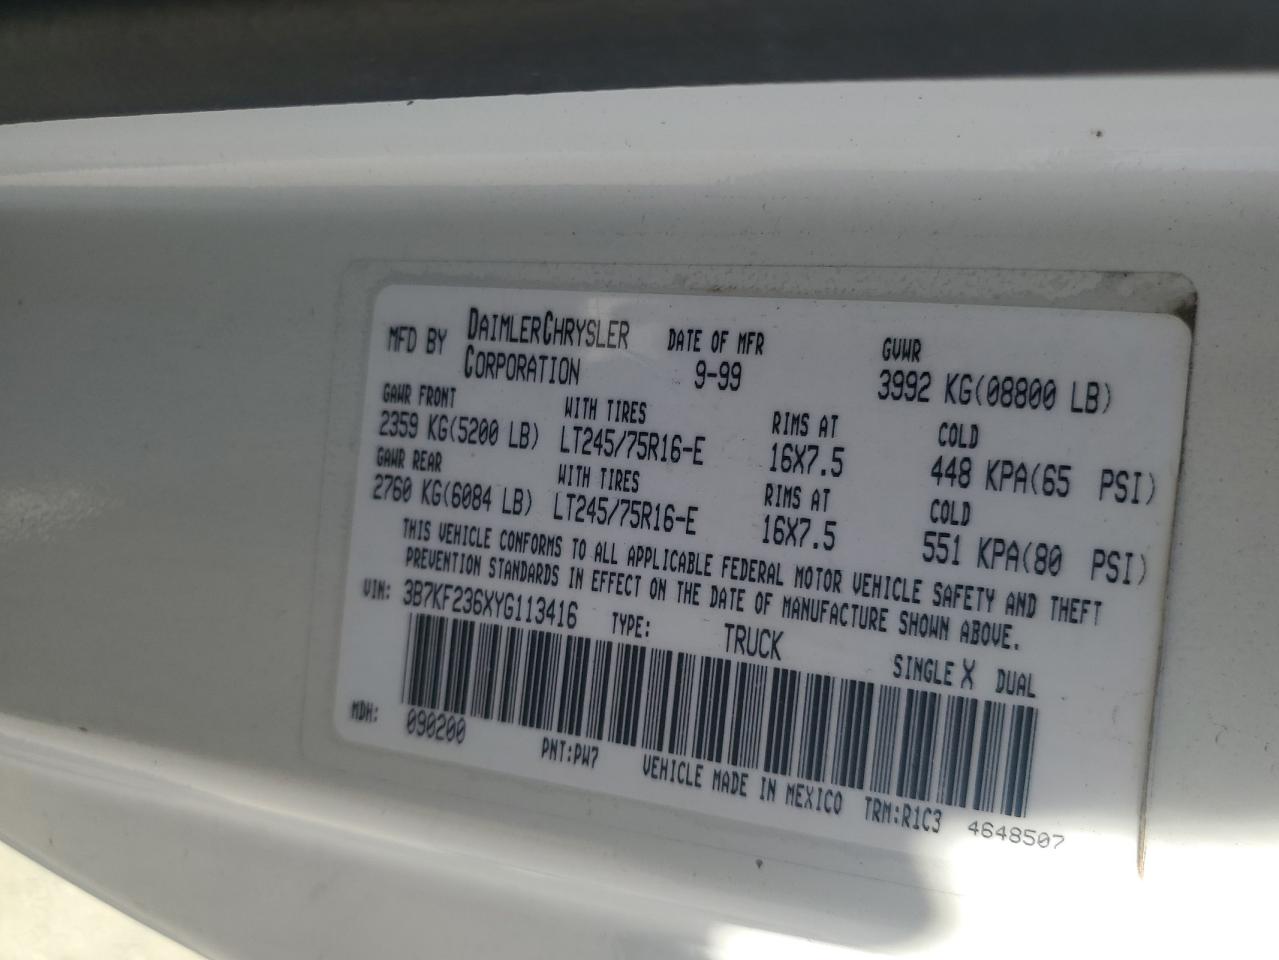 MFD BY DAIMLERCHRYSLER CORPORATION DATE OF MFR 9-99 GVWR 3992 KG(08800 LB)
GAWR FRONT WITH TIRES RIMS AT COLD
2359 KG(5200 LB) LT245/75R16-E 16X7.5 448 KPA(65 PSI)
GAWR REAR WITH TIRES RIMS AT COLD
2760 KG(6084 LB) LT245/75R16-E 16X7.5 551 KPA(80 PSI)
THIS VEHICLE CONFORMS TO ALL APPLICABLE FEDERAL MOTOR VEHICLE SAFETY AND THEFT
PREVENTION STANDARDS IN EFFECT ON THE DATE OF MANUFACTURE SHOWN ABOVE.
VIN: 3B7KF236XYG113416 TYPE: TRUCK SINGLE X DUAL
MDH: 090200 PNT:PW7 VEHICLE MADE IN MEXICO TRM:R1C3 4648507